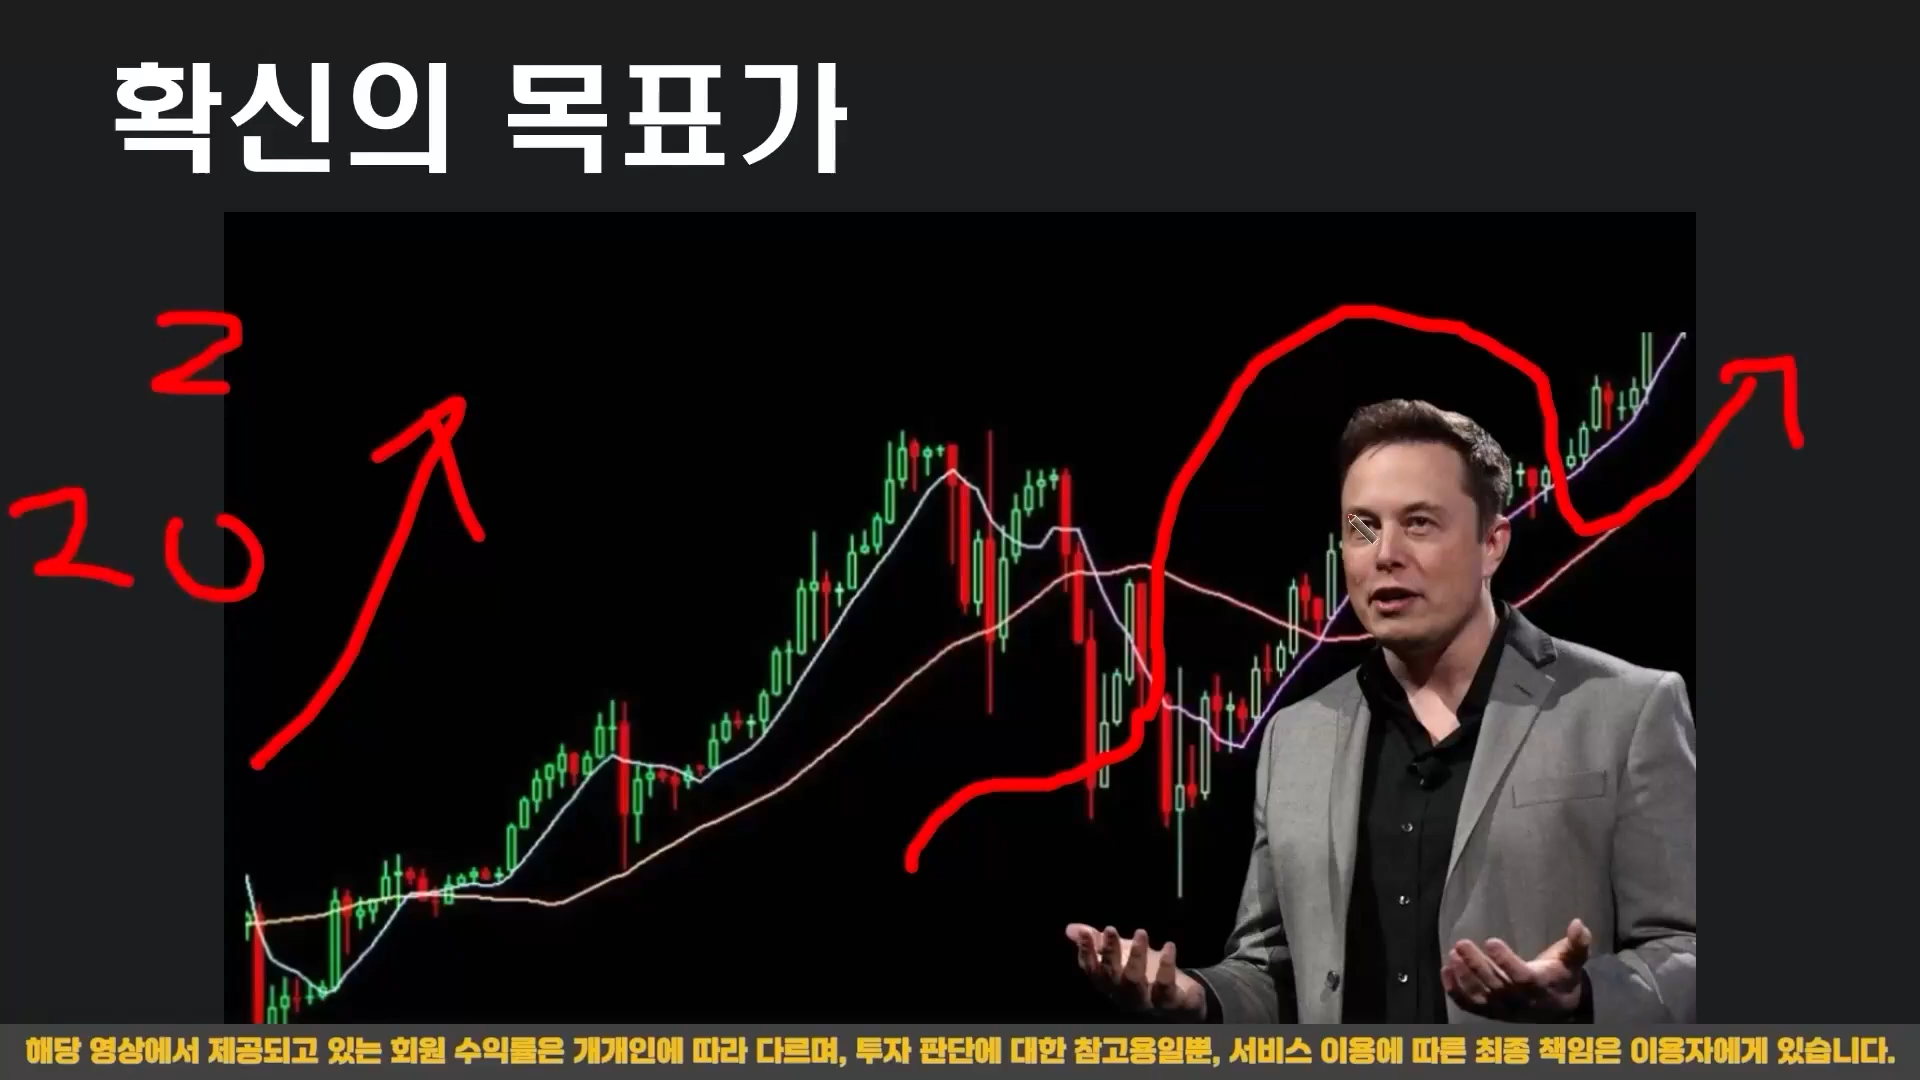 확신의 목표가
2
20
해당 영상에서 제공되고 있는 회원 수익률은 개개인에 따라 다르며, 투자 판단에 대한 참고용일뿐, 서비스 이용에 따른 최종 책임은 이용자에게 있습니다.